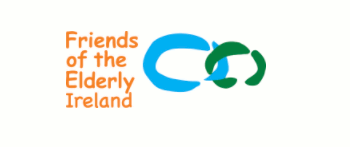 Friends
of the
Elderly
Ireland